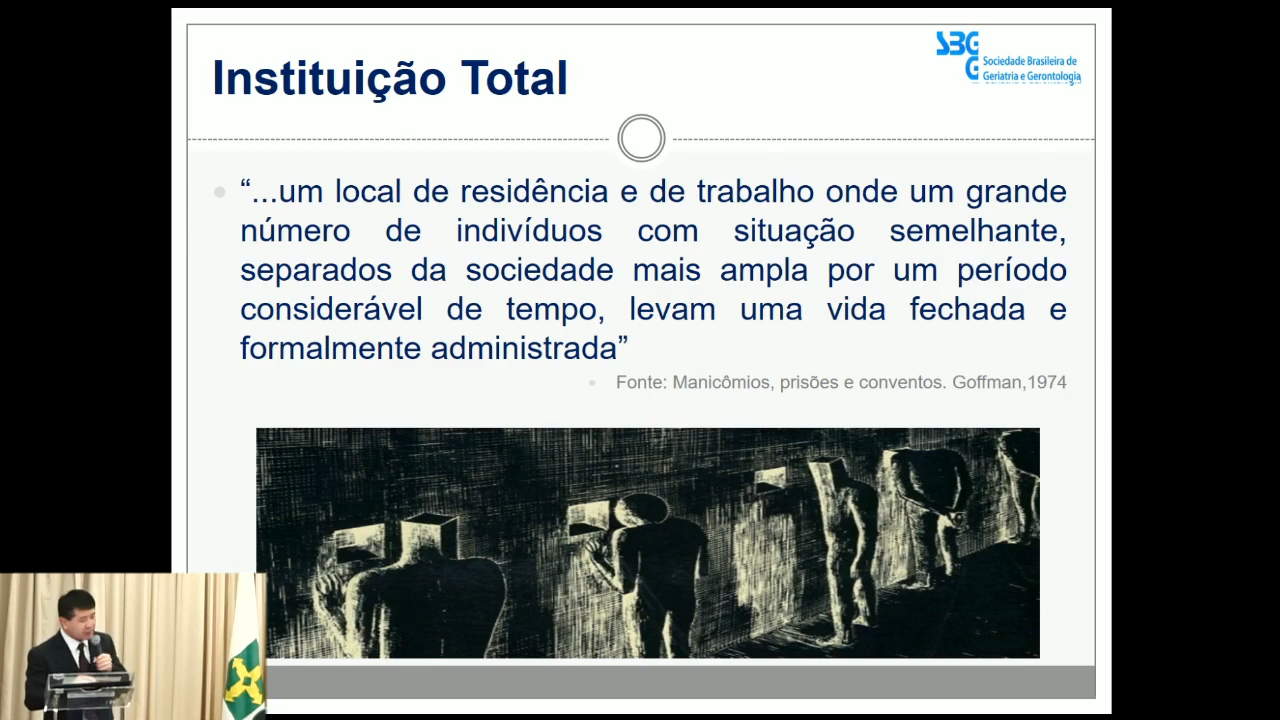 Instituição Total
SBGG
Sociedade Brasileira de
Geriatria e Gerontologia
“...um local de residência e de trabalho onde um grande
número de indivíduos com situação semelhante,
separados da sociedade mais ampla por um período
considerável de tempo, levam uma vida fechada e
formalmente administrada”
Fonte: Manicômios, prisões e conventos. Goffman,1974